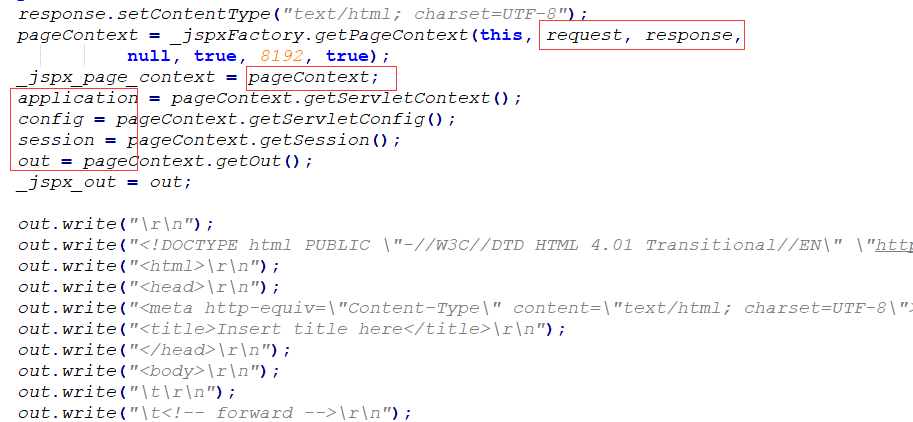 response.setContentType("text/html; charset=UTF-8");
pageContext = _jspxFactory.getPageContext(this, request, response,
null, true, 8192, true);
_jspx_page_context = pageContext;
application = pageContext.getServletContext();
config = pageContext.getServletConfig();
session = pageContext.getSession();
out = pageContext.getOut();
_jspx_out = out;
out.write("\r\n");
out.write("<!DOCTYPE html PUBLIC \"-//W3C//DTD HTML 4.01 Transitional//EN\" \"http
out.write("<html>\r\n");
out.write("<head>\r\n");
out.write("<meta http-equiv=\"Content-Type\" content=\"text/html; charset=UTF-8\">
out.write("<title>Insert title here</title>\r\n");
out.write("</head>\r\n");
out.write("<body>\r\n");
out.write("\t\r\n");
out.write("\t<!-- forward -->\r\n");